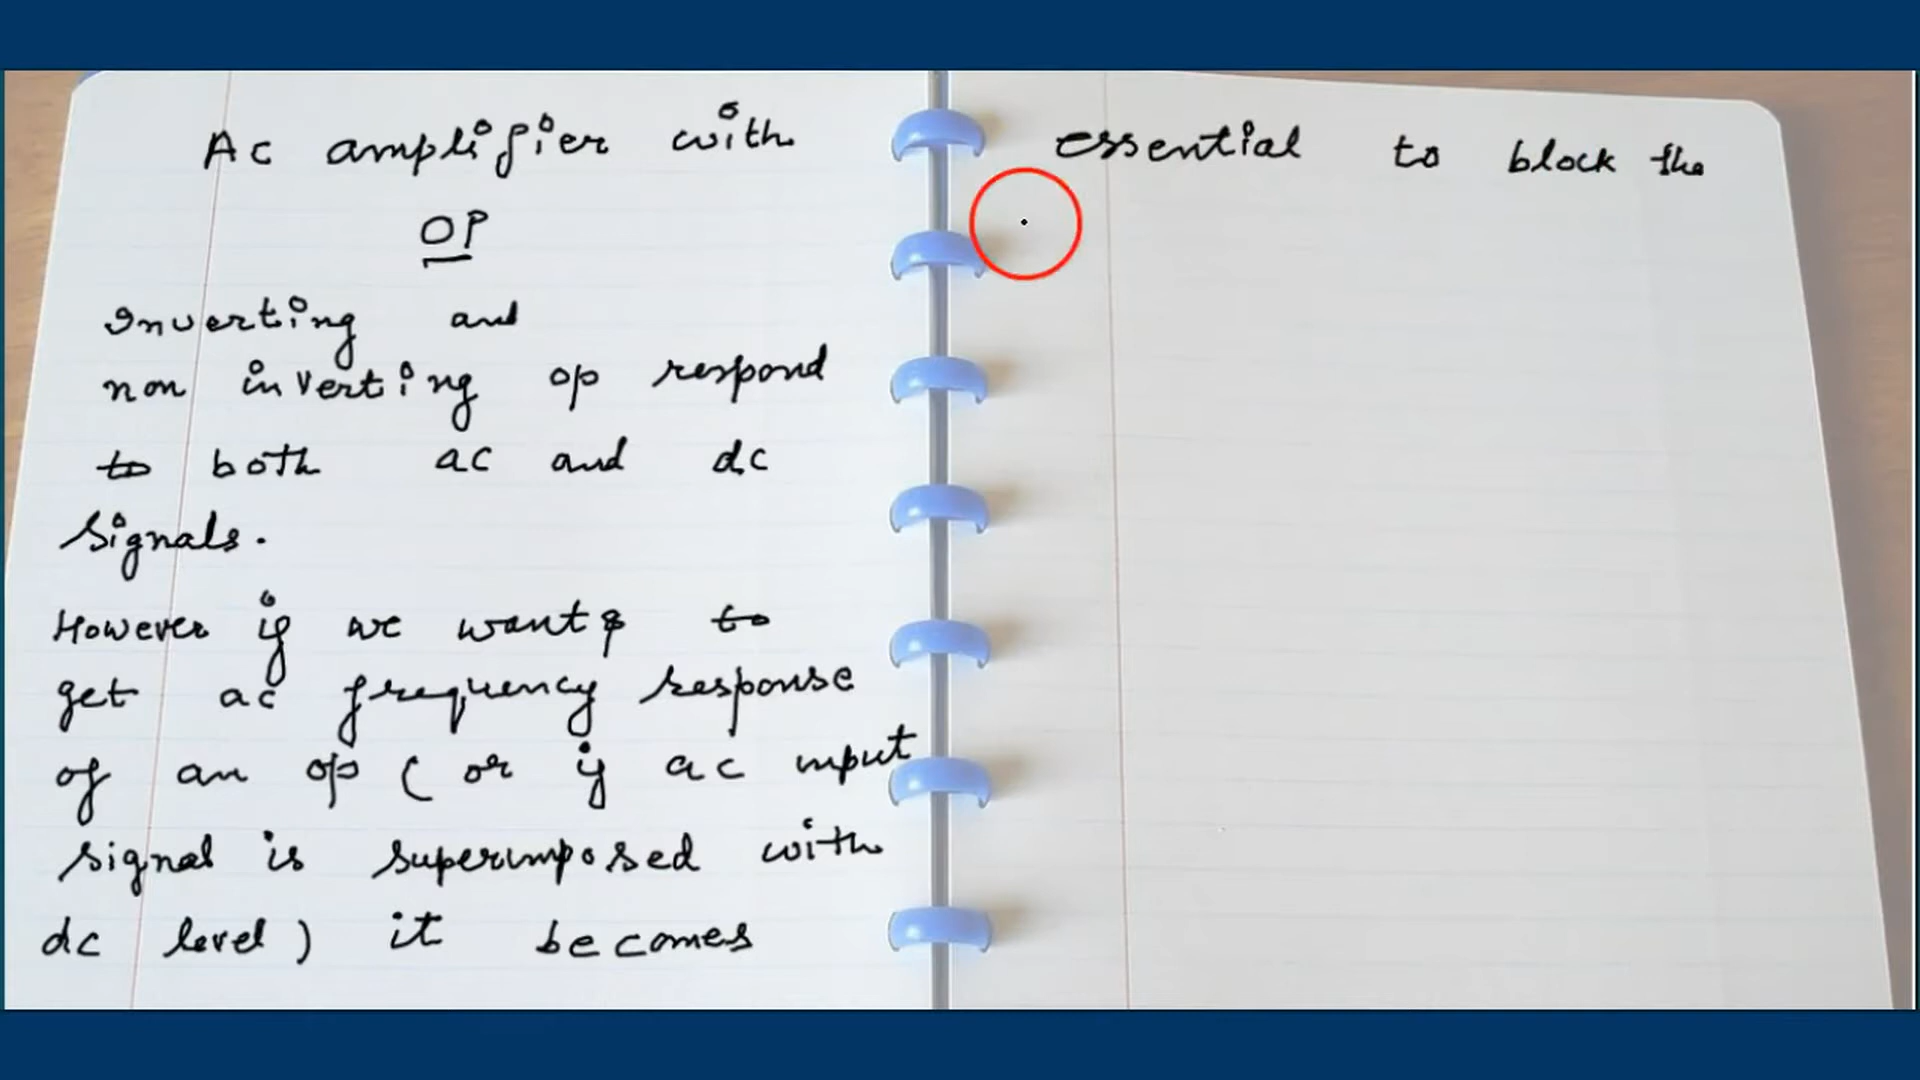 Ac amplifier with
OP
Inverting and
non inverting op respond
to both ac and dc
signals.
However if we want to
get ac frequency response
of an op ( or if ac input
signal is superimposed with
dc level ) it becomes
essential to block the